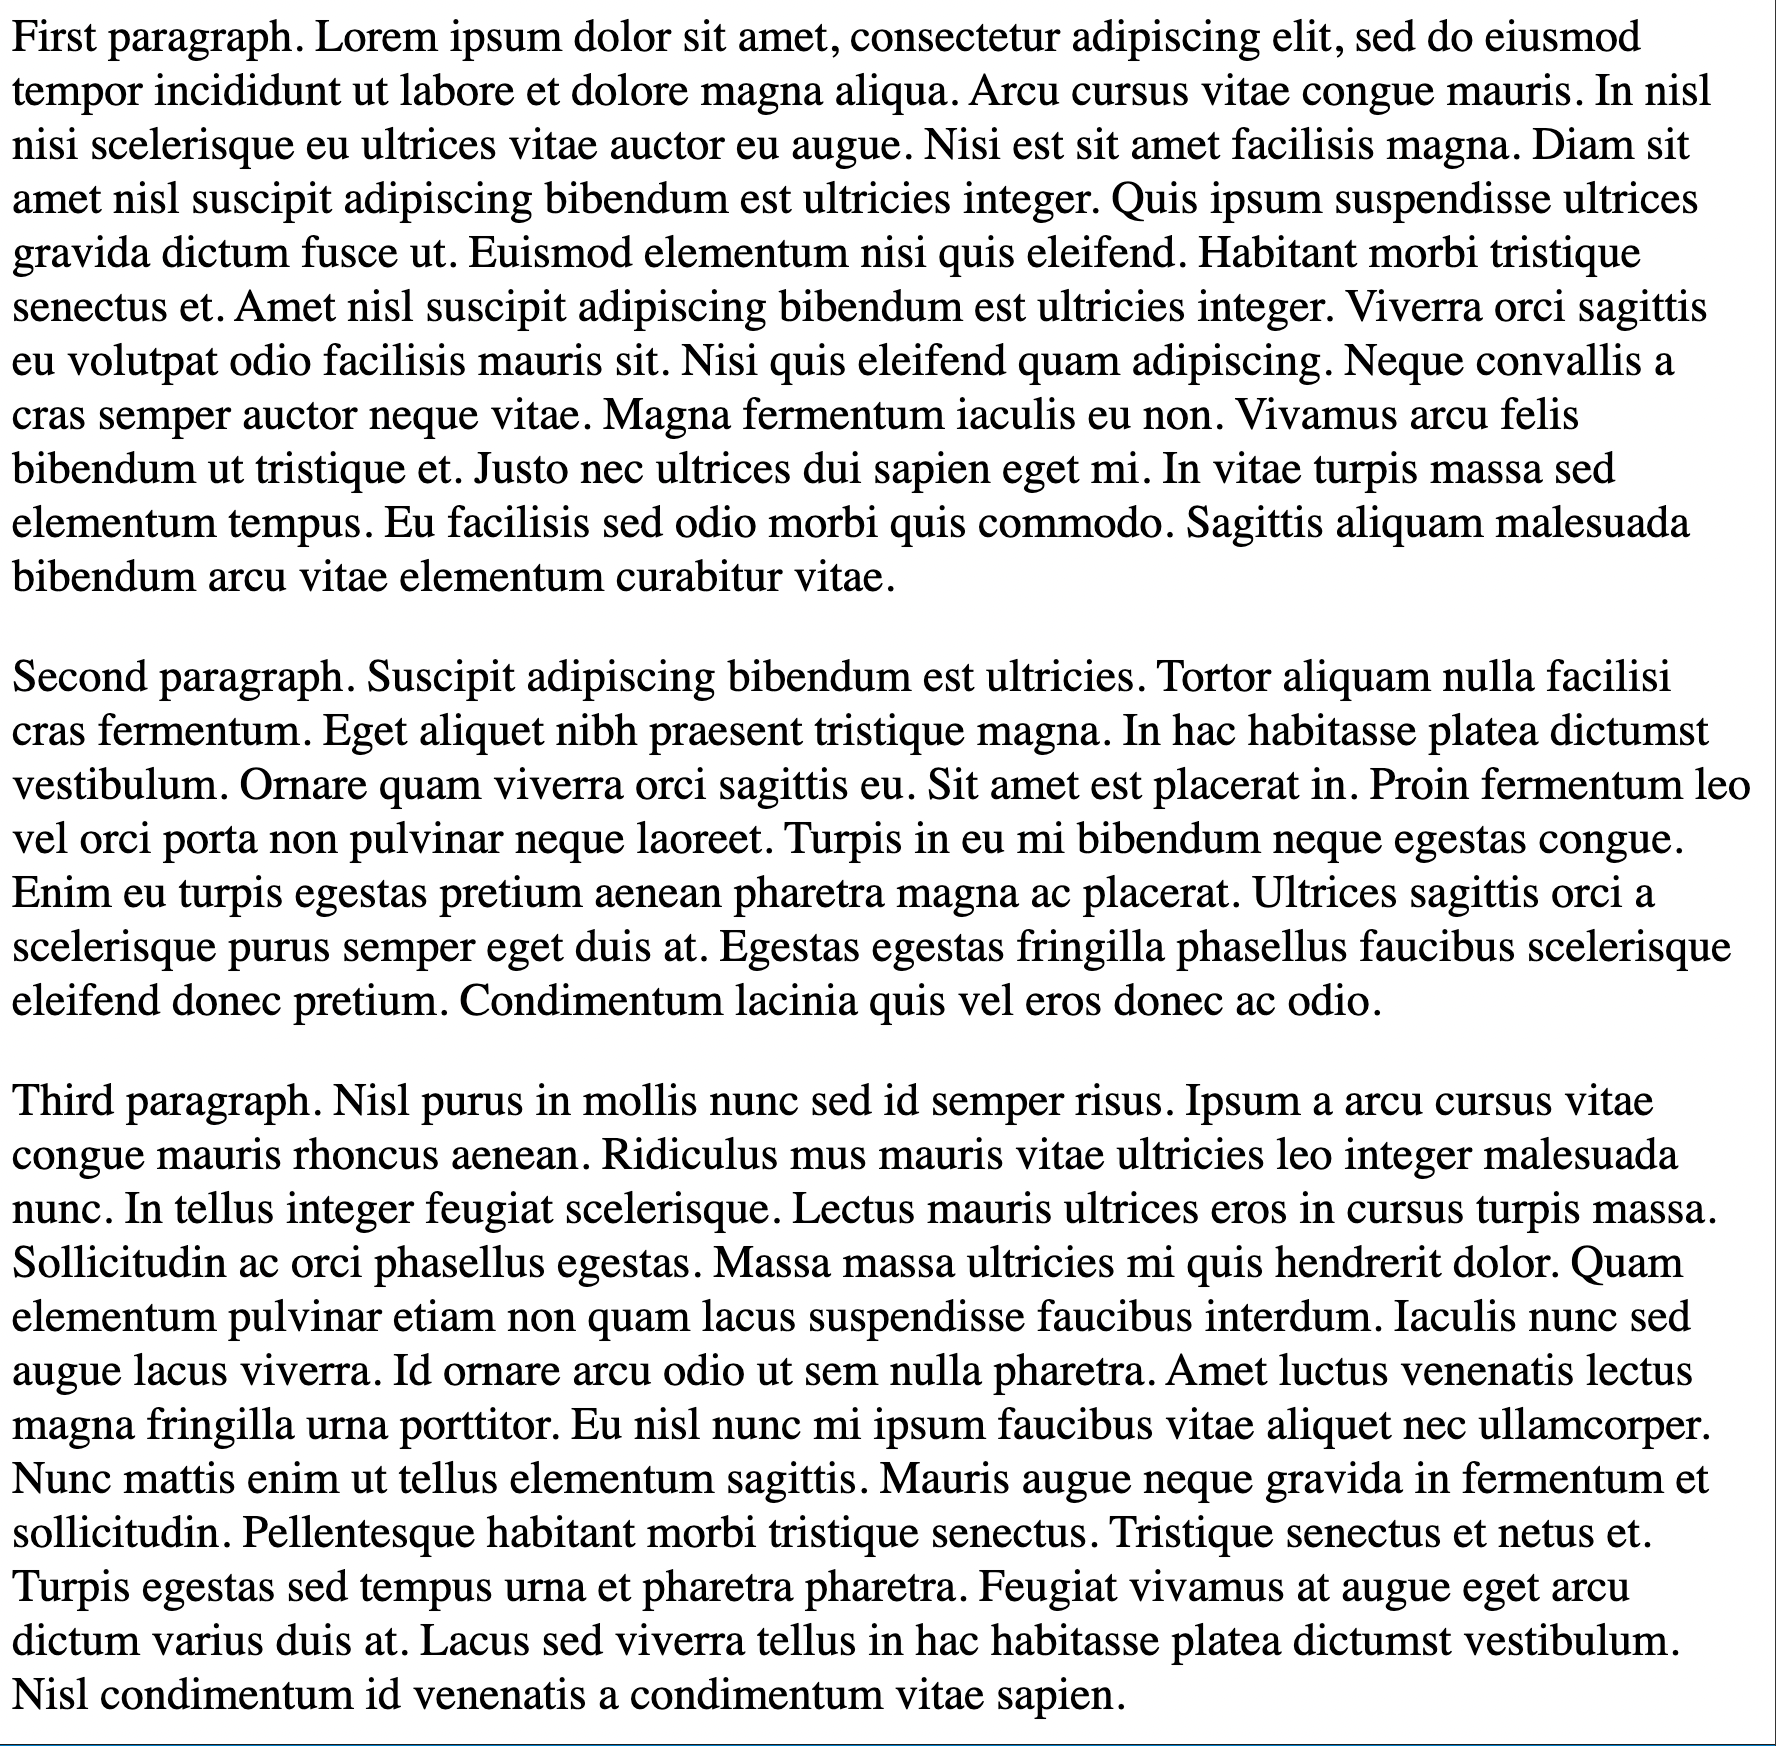 First paragraph. Lorem ipsum dolor sit amet, consectetur adipiscing elit, sed do eiusmod
tempor incididunt ut labore et dolore magna aliqua. Arcu cursus vitae congue mauris. In nisl
nisi scelerisque eu ultrices vitae auctor eu augue. Nisi est sit amet facilisis magna. Diam sit
amet nisl suscipit adipiscing bibendum est ultricies integer. Quis ipsum suspendisse ultrices
gravida dictum fusce ut. Euismod elementum nisi quis eleifend. Habitant morbi tristique
senectus et. Amet nisl suscipit adipiscing bibendum est ultricies integer. Viverra orci sagittis
eu volutpat odio facilisis mauris sit. Nisi quis eleifend quam adipiscing. Neque convallis a
cras semper auctor neque vitae. Magna fermentum iaculis eu non. Vivamus arcu felis
bibendum ut tristique et. Justo nec ultrices dui sapien eget mi. In vitae turpis massa sed
elementum tempus. Eu facilisis sed odio morbi quis commodo. Sagittis aliquam malesuada
bibendum arcu vitae elementum curabitur vitae.
Second paragraph. Suscipit adipiscing bibendum est ultricies. Tortor aliquam nulla facilisi
cras fermentum. Eget aliquet nibh praesent tristique magna. In hac habitasse platea dictumst
vestibulum. Ornare quam viverra orci sagittis eu. Sit amet est placerat in. Proin fermentum leo
vel orci porta non pulvinar neque laoreet. Turpis in eu mi bibendum neque egestas congue.
Enim eu turpis egestas pretium aenean pharetra magna ac placerat. Ultrices sagittis orci a
scelerisque purus semper eget duis at. Egestas egestas fringilla phasellus faucibus scelerisque
eleifend donec pretium. Condimentum lacinia quis vel eros donec ac odio.
Third paragraph. Nisl purus in mollis nunc sed id semper risus. Ipsum a arcu cursus vitae
congue mauris rhoncus aenean. Ridiculus mus mauris vitae ultricies leo integer malesuada
nunc. In tellus integer feugiat scelerisque. Lectus mauris ultrices eros in cursus turpis massa.
Sollicitudin ac orci phasellus egestas. Massa massa ultricies mi quis hendrerit dolor. Quam
elementum pulvinar etiam non quam lacus suspendisse faucibus interdum. Iaculis nunc sed
augue lacus viverra. Id ornare arcu odio ut sem nulla pharetra. Amet luctus venenatis lectus
magna fringilla urna porttitor. Eu nisl nunc mi ipsum faucibus vitae aliquet nec ullamcorper.
Nunc mattis enim ut tellus elementum sagittis. Mauris augue neque gravida in fermentum et
sollicitudin. Pellentesque habitant morbi tristique senectus. Tristique senectus et netus et.
Turpis egestas sed tempus urna et pharetra pharetra. Feugiat vivamus at augue eget arcu
dictum varius duis at. Lacus sed viverra tellus in hac habitasse platea dictumst vestibulum.
Nisl condimentum id venenatis a condimentum vitae sapien.